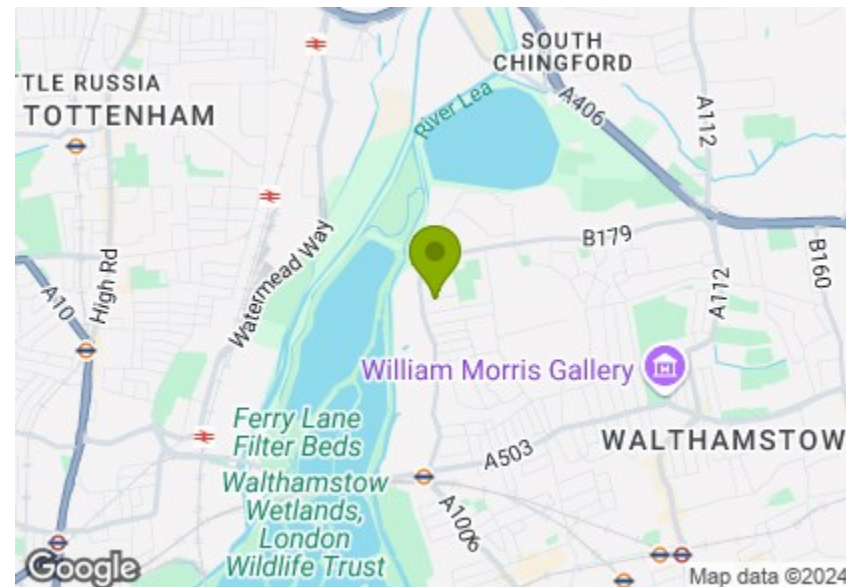 SOUTH
CHINGFORD
TTLE RUSSIA
TOTTENHAM
River Lea
A406
A112
Watermead Way
B179
B160
High Rd
A10
A112
William Morris Gallery
Ferry Lane
Filter Beds
A503
WALTHAMSTOW
Walthamstow
Wetlands,
London
Wildlife Trust
A1006
Google
Map data ©2024